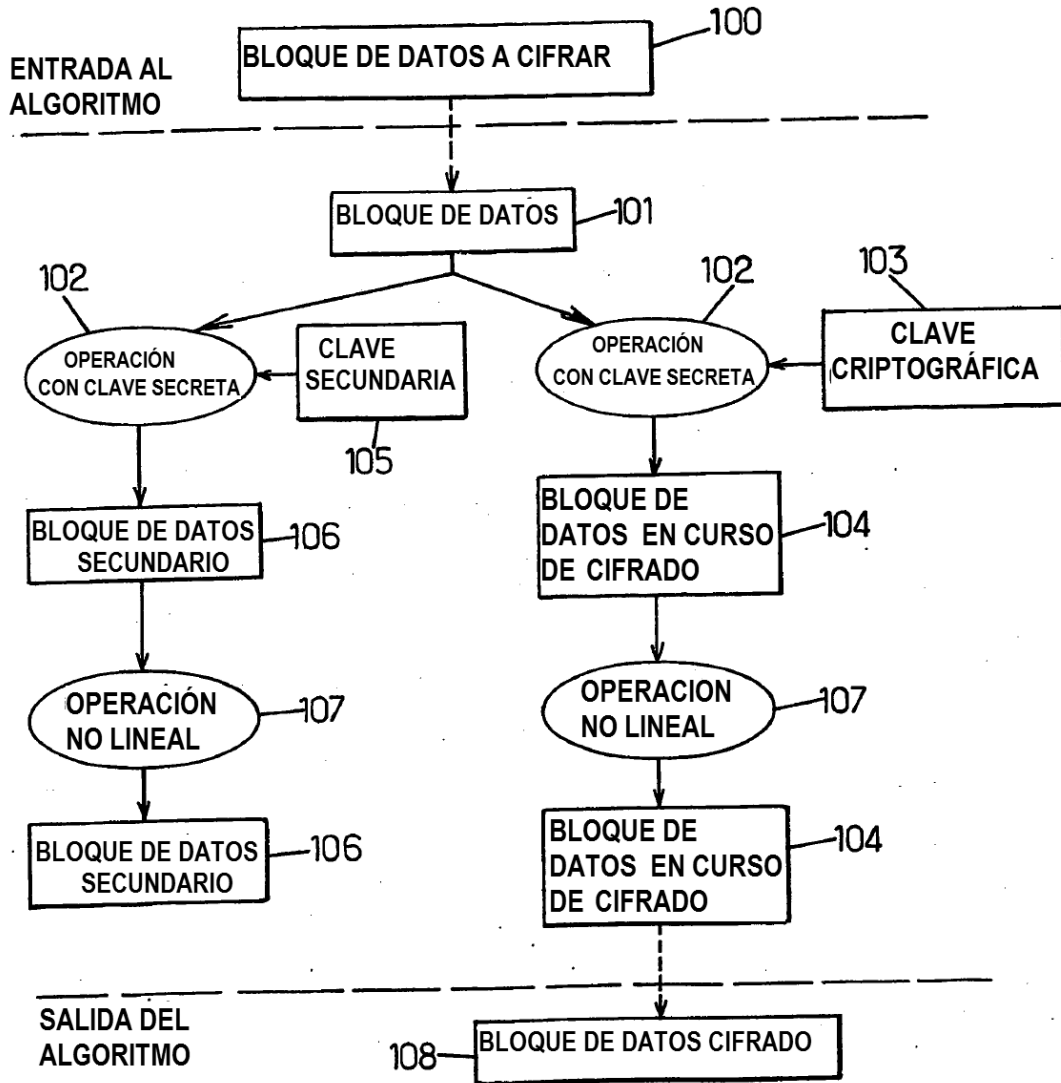 100
BLOQUE DE DATOS A CIFRAR
ENTRADA AL
ALGORITMO
BLOQUE DE DATOS
101
102
OPERACIÓN
CON CLAVE SECRETA
CLAVE
SECUNDARIA
105
102
OPERACIÓN
CON CLAVE SECRETA
103
CLAVE
CRIPTOGRÁFICA
BLOQUE DE DATOS
SECUNDARIO
106
BLOQUE DE
DATOS EN CURSO
DE CIFRADO
104
OPERACIÓN
NO LINEAL
107
OPERACION
NO LINEAL
107
BLOQUE DE DATOS
SECUNDARIO
106
BLOQUE DE
DATOS EN CURSO
DE CIFRADO
104
SALIDA DEL
ALGORITMO
108
BLOQUE DE DATOS CIFRADO